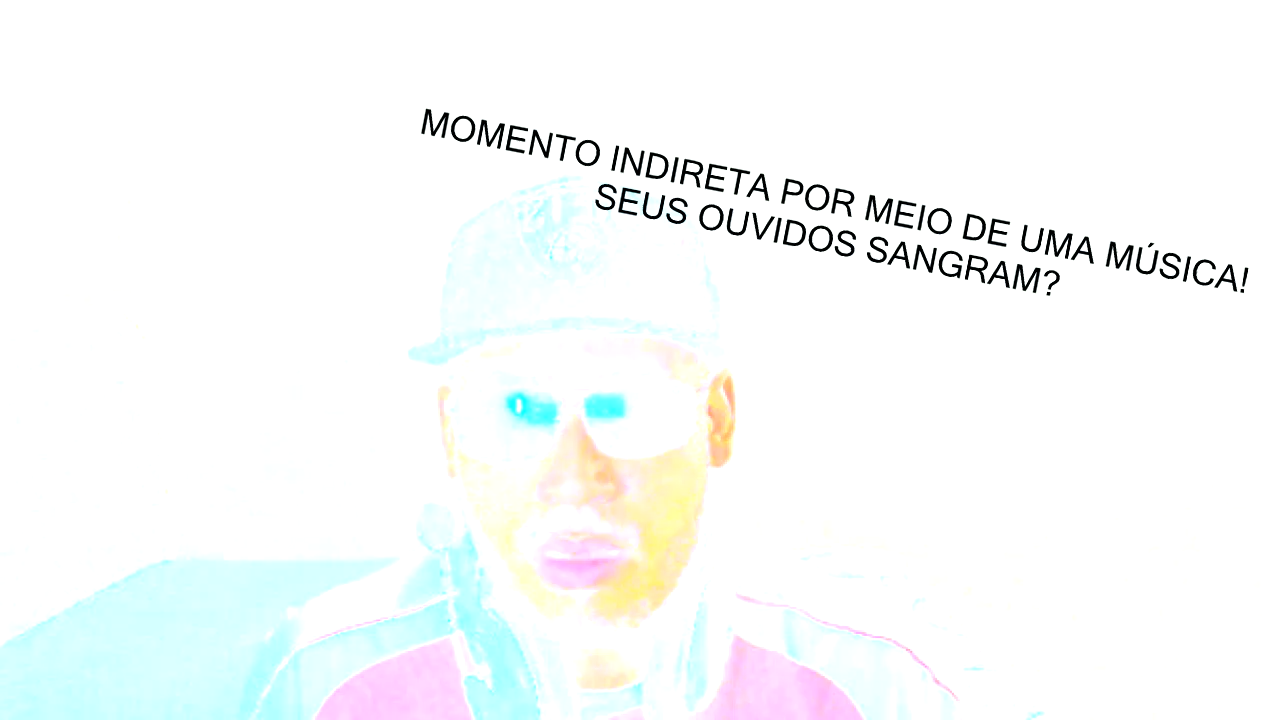 MOMENTO INDIRETA POR MEIO DE UMA MÚSICA!
SEUS OUVIDOS SANGRAM?